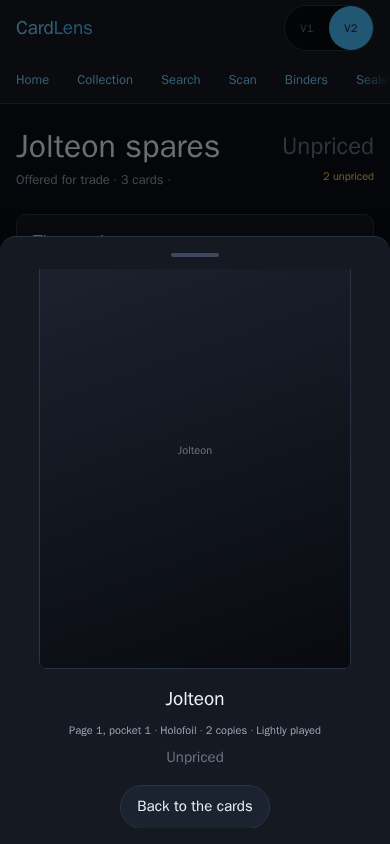 CardLens
V1
V2
Home
Collection
Search
Scan
Binders
Jolteon spares
Unpriced
Offered for trade · 3 cards ·
2 unpriced
Jolteon
Jolteon
Page 1, pocket 1 · Holofoil · 2 copies · Lightly played
Unpriced
Back to the cards